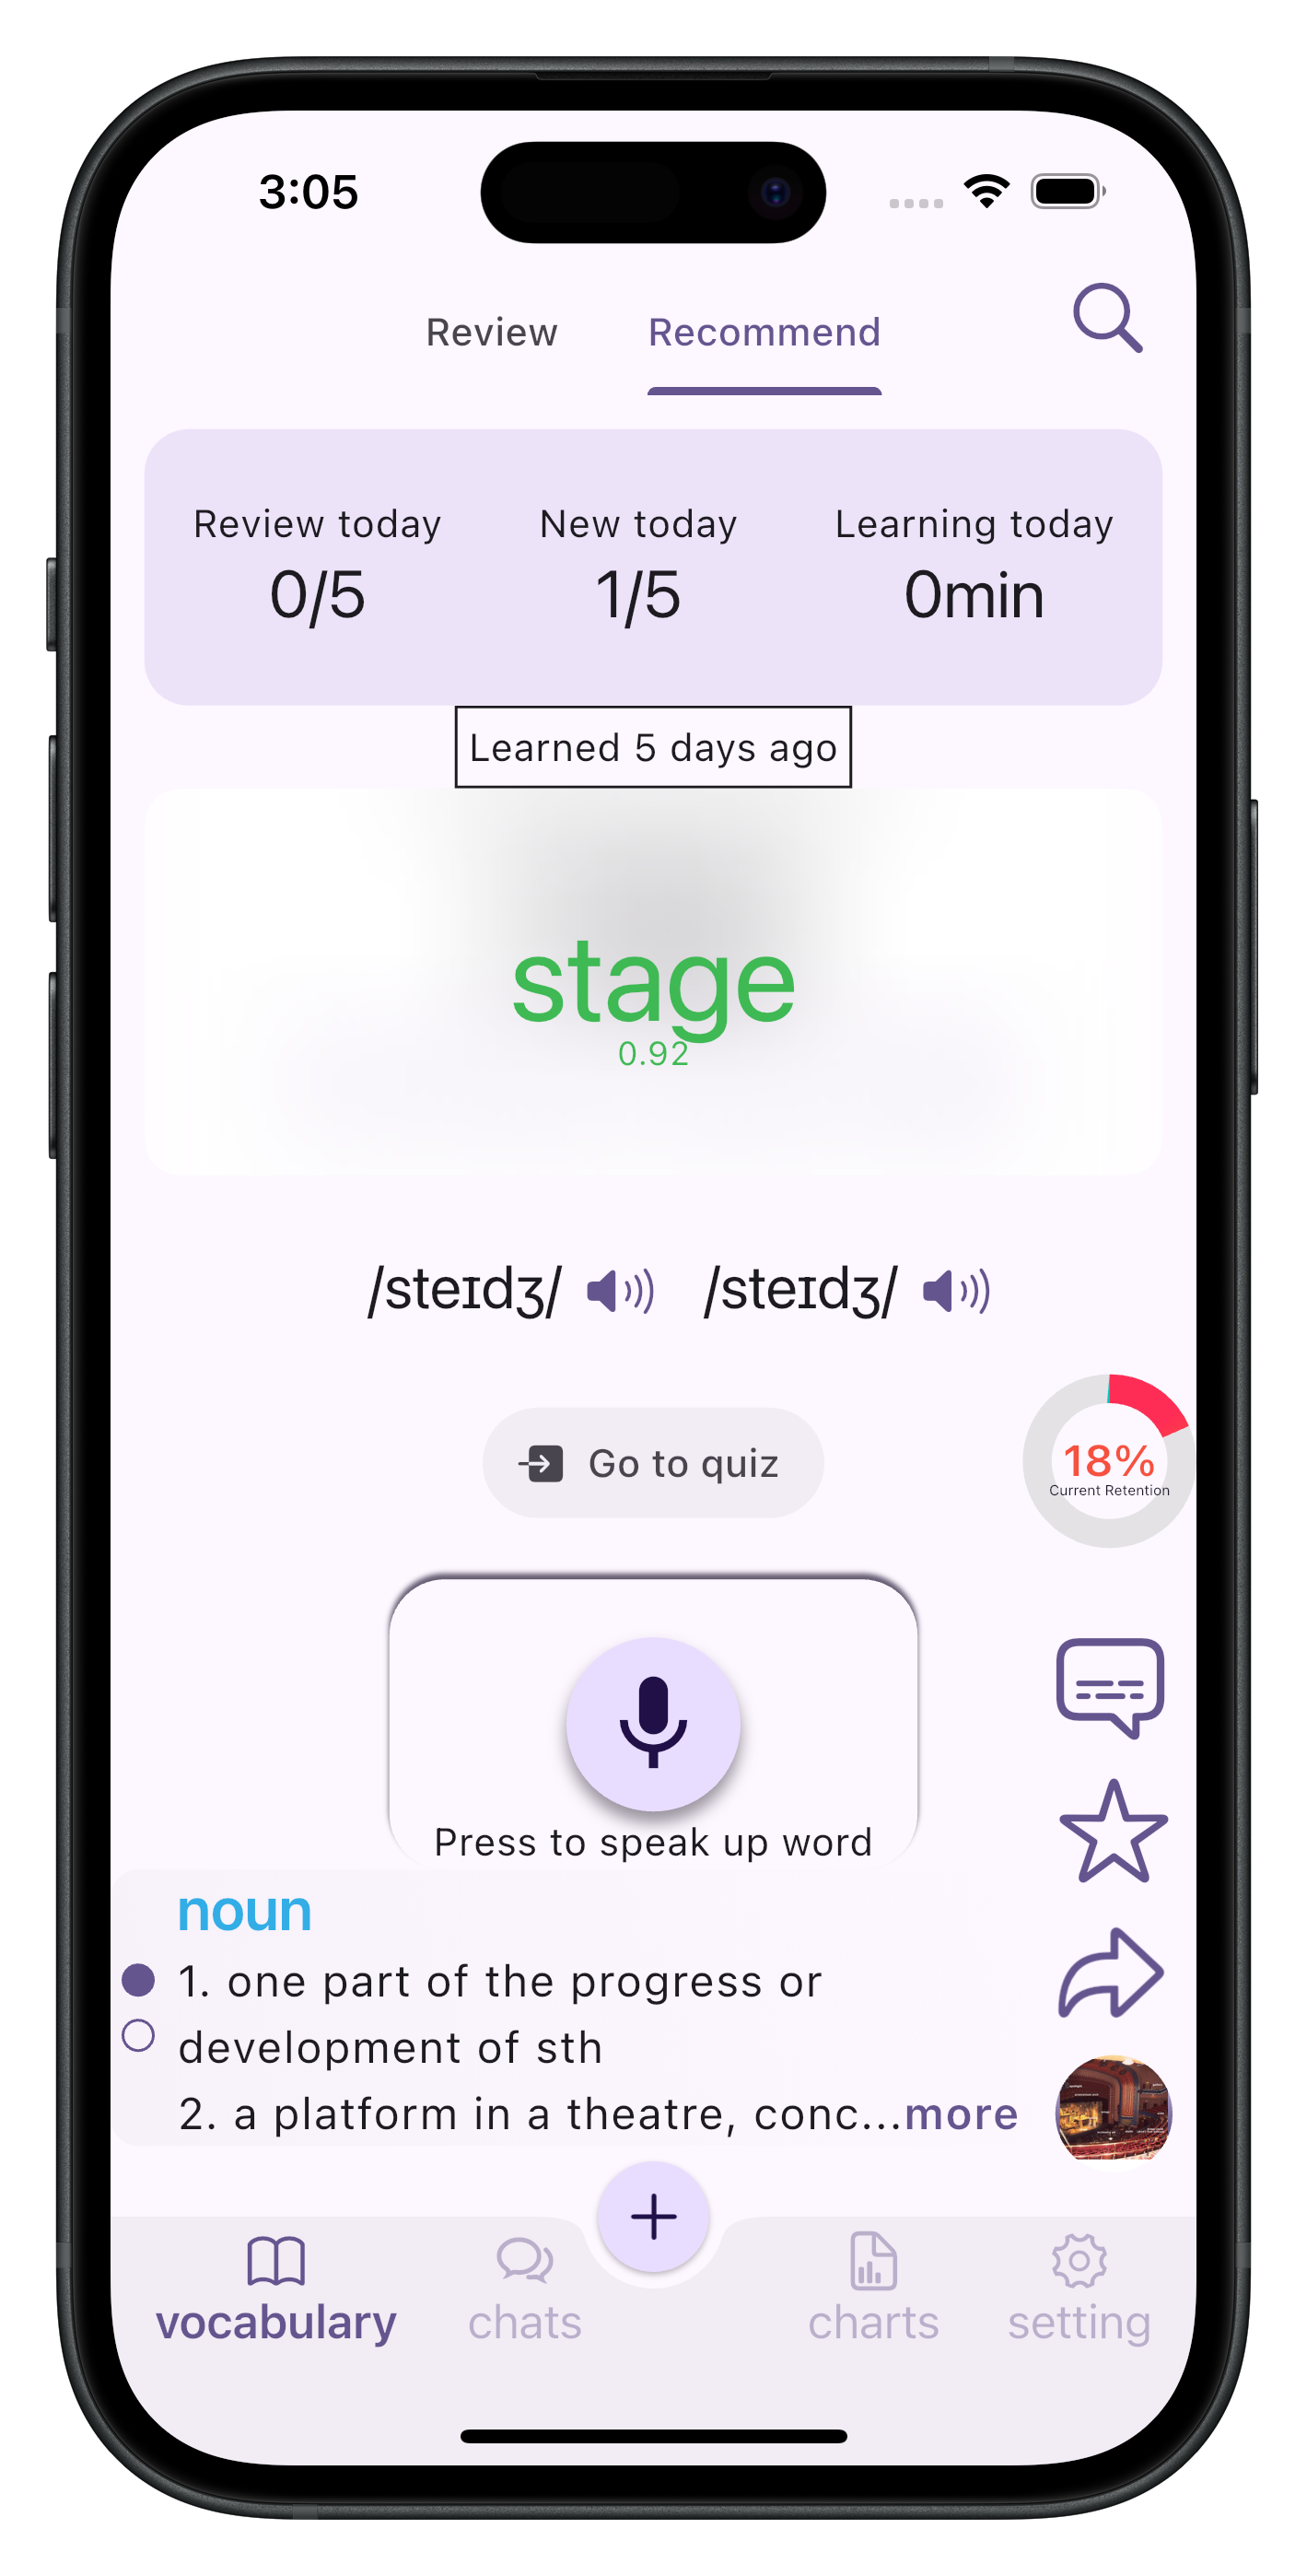 3:05
Review Recommend
Review today New today Learning today
0/5 1/5 0min
Learned 5 days ago
stage
0.92
/steɪdʒ/ /steɪdʒ/
Go to quiz
18%
Current Retention
Press to speak up word
noun
1. one part of the progress or
development of sth
2. a platform in a theatre, conc...more
vocabulary chats charts setting